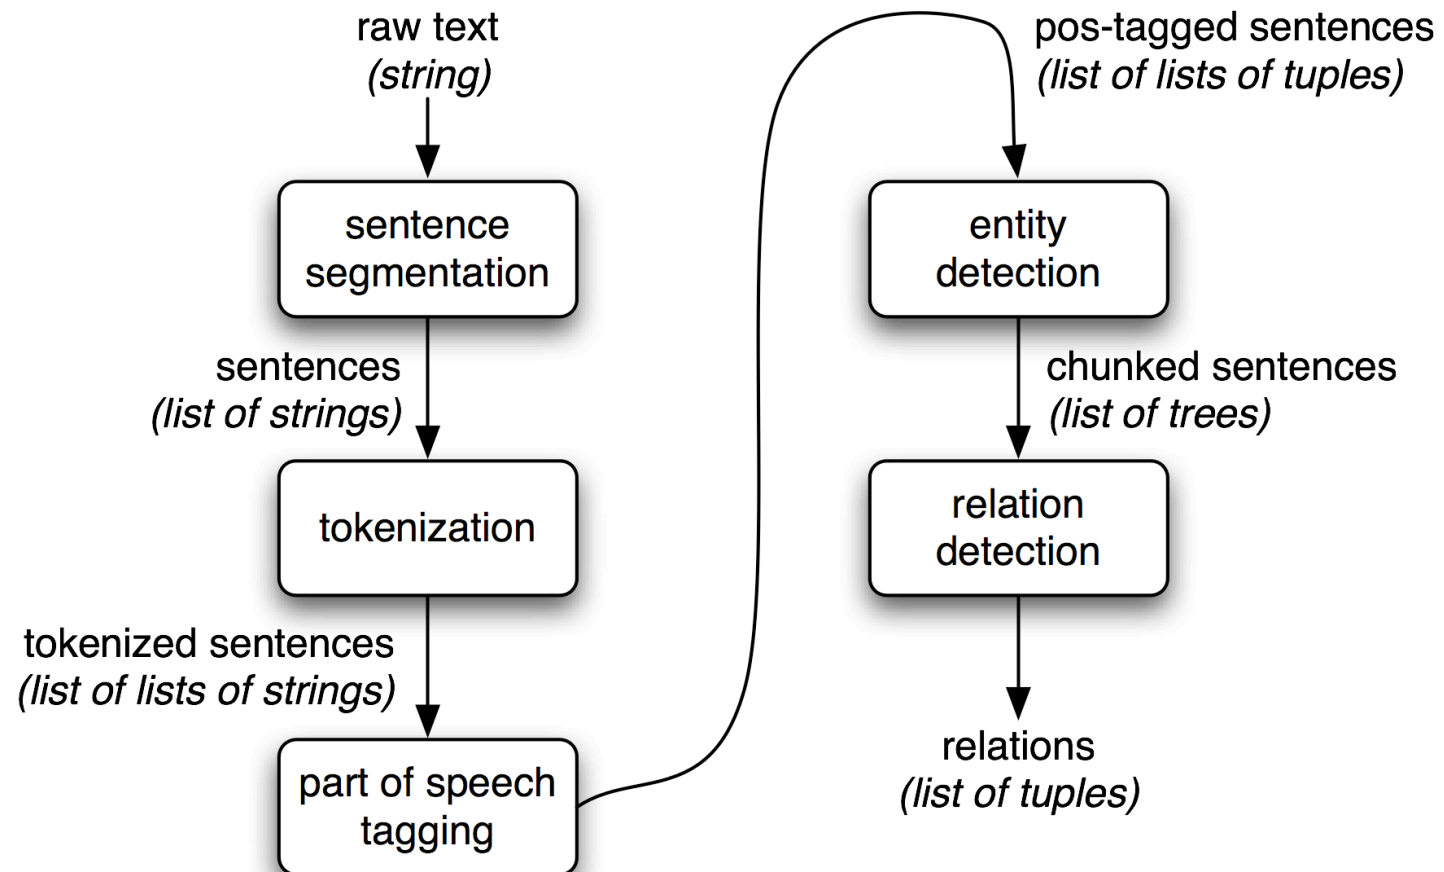 raw text
(string)
sentence
segmentation
sentences
(list of strings)
tokenization
tokenized sentences
(list of lists of strings)
part of speech
tagging
pos-tagged sentences
(list of lists of tuples)
entity
detection
chunked sentences
(list of trees)
relation
detection
relations
(list of tuples)